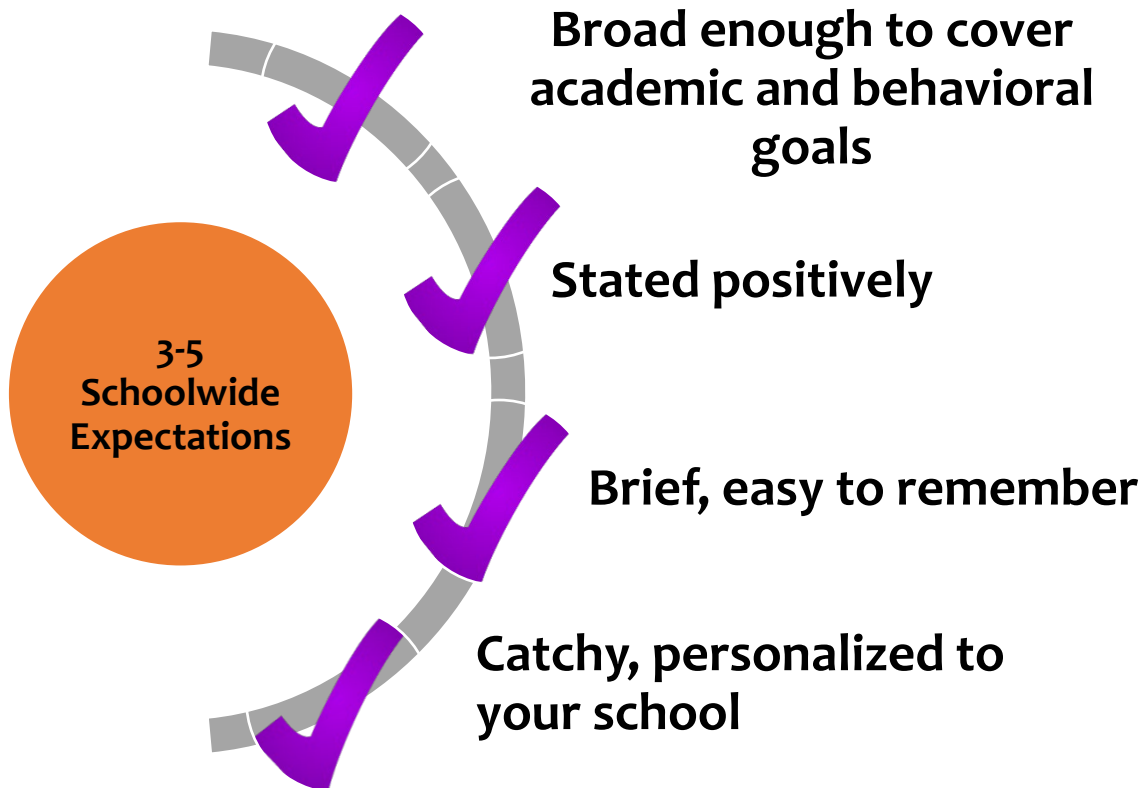 Broad enough to cover
academic and behavioral
goals
Stated positively
3-5
Schoolwide
Expectations
Brief, easy to remember
Catchy, personalized to
your school